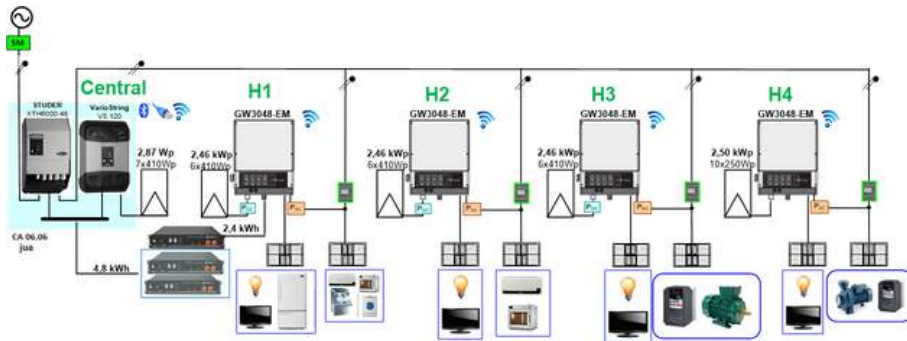 SM
Central
STUDER
XTH6000-48
VarioString
VS 120
2,87 Wp
7x410Wp
CA 06,06
jua
4,8 kWh
2,4 kWh
H1
GW3048-EM
2,46 kWp
6x410Wp
H2
GW3048-EM
2,46 kWp
6x410Wp
H3
GW3048-EM
2,46 kWp
6x410Wp
H4
GW3048-EM
2,50 kWp
10x250Wp